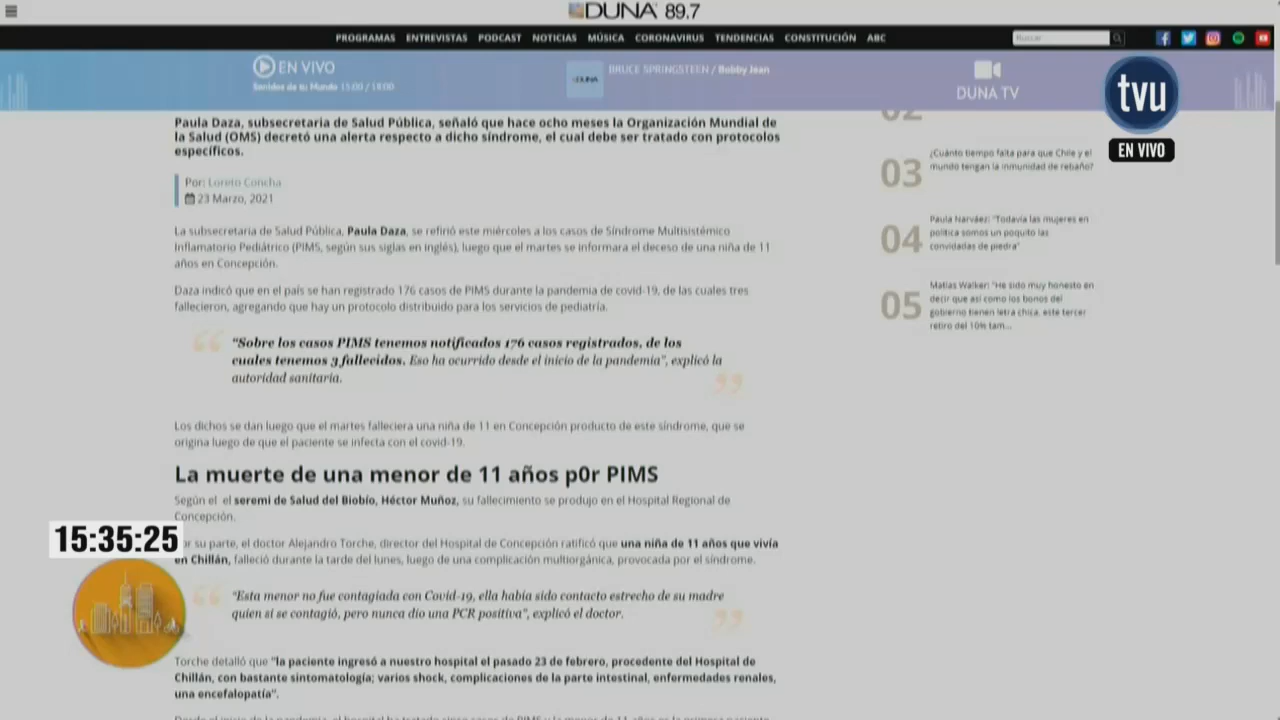 DUNA 89.7
PROGRAMAS ENTREVISTAS PODCAST NOTICIAS MÚSICA CORONAVIRUS TENDENCIAS CONSTITUCIÓN ABC
Buscar
EN VIVO
Sonidos de tu Mundo 15:00 / 18:00
DUNA
BRUCE SPRINGSTEEN / Bobby Jean
DUNA TV
tvu
EN VIVO
Paula Daza, subsecretaria de Salud Pública, señaló que hace ocho meses la Organización Mundial de
la Salud (OMS) decretó una alerta respecto a dicho síndrome, el cual debe ser tratado con protocolos
específicos.
Por: Loreto Concha
23 Marzo, 2021
La subsecretaria de Salud Pública, Paula Daza, se refirió este miércoles a los casos de Síndrome Multisistémico
Inflamatorio Pediátrico (PIMS, según sus siglas en inglés), luego que el martes se informara el deceso de una niña de 11
años en Concepción.
Daza indicó que en el país se han registrado 176 casos de PIMS durante la pandemia de covid-19, de las cuales tres
fallecieron, agregando que hay un protocolo distribuido para los servicios de pediatría.
“Sobre los casos PIMS tenemos notificados 176 casos registrados, de los
cuales tenemos 3 fallecidos. Eso ha ocurrido desde el inicio de la pandemia”, explicó la
autoridad sanitaria.
Los dichos se dan luego que el martes falleciera una niña de 11 en Concepción producto de este síndrome, que se
origina luego de que el paciente se infecta con el covid-19.
La muerte de una menor de 11 años p0r PIMS
Según el el seremi de Salud del Biobío, Héctor Muñoz, su fallecimiento se produjo en el Hospital Regional de
Concepción.
or su parte, el doctor Alejandro Torche, director del Hospital de Concepción ratificó que una niña de 11 años que vivía
en Chillán, falleció durante la tarde del lunes, luego de una complicación multiorgánica, provocada por el síndrome.
“Esta menor no fue contagiada con Covid-19, ella había sido contacto estrecho de su madre
quien sí se contagió, pero nunca dio una PCR positiva”, explicó el doctor.
Torche detalló que "la paciente ingresó a nuestro hospital el pasado 23 de febrero, procedente del Hospital de
Chillán, con bastante sintomatología; varios shock, complicaciones de la parte intestinal, enfermedades renales,
una encefalopatía".
02
03
¿Cuánto tiempo falta para que Chile y el
mundo tengan la inmunidad de rebaño?
04
Paula Narváez: "Todavía las mujeres en
política somos un poquito las
convidadas de piedra"
05
Matías Walker: "He sido muy honesto en
decir que así como los bonos del
gobierno tienen letra chica, este tercer
retiro del 10% tam...
15:35:25